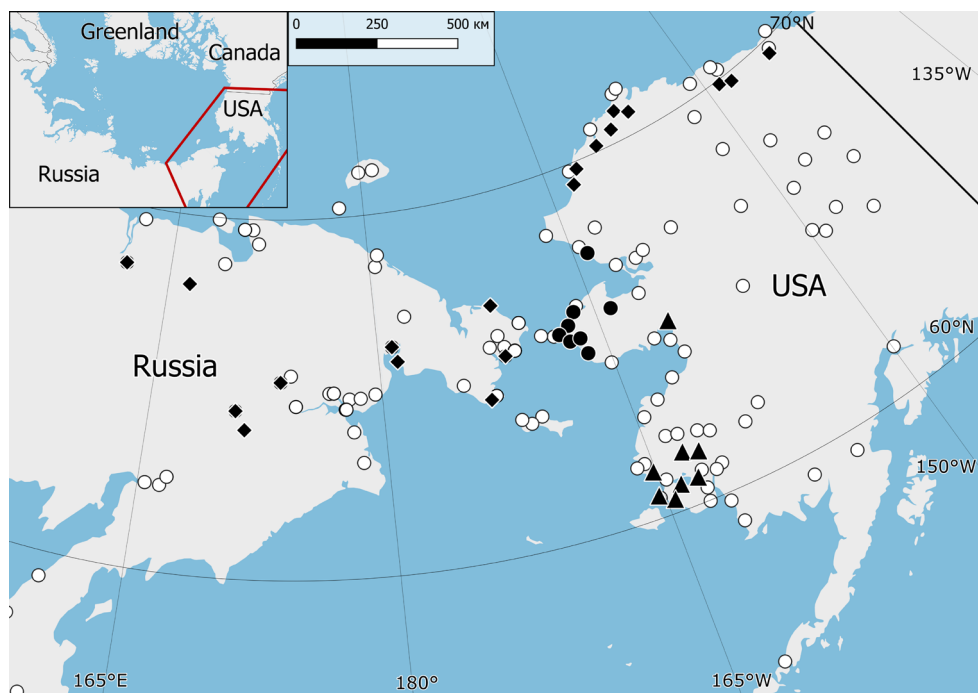 Greenland
Canada
USA
Russia
0 250 500 км
70°N
135°W
USA
60°N
Russia
150°W
165°E
180°
165°W